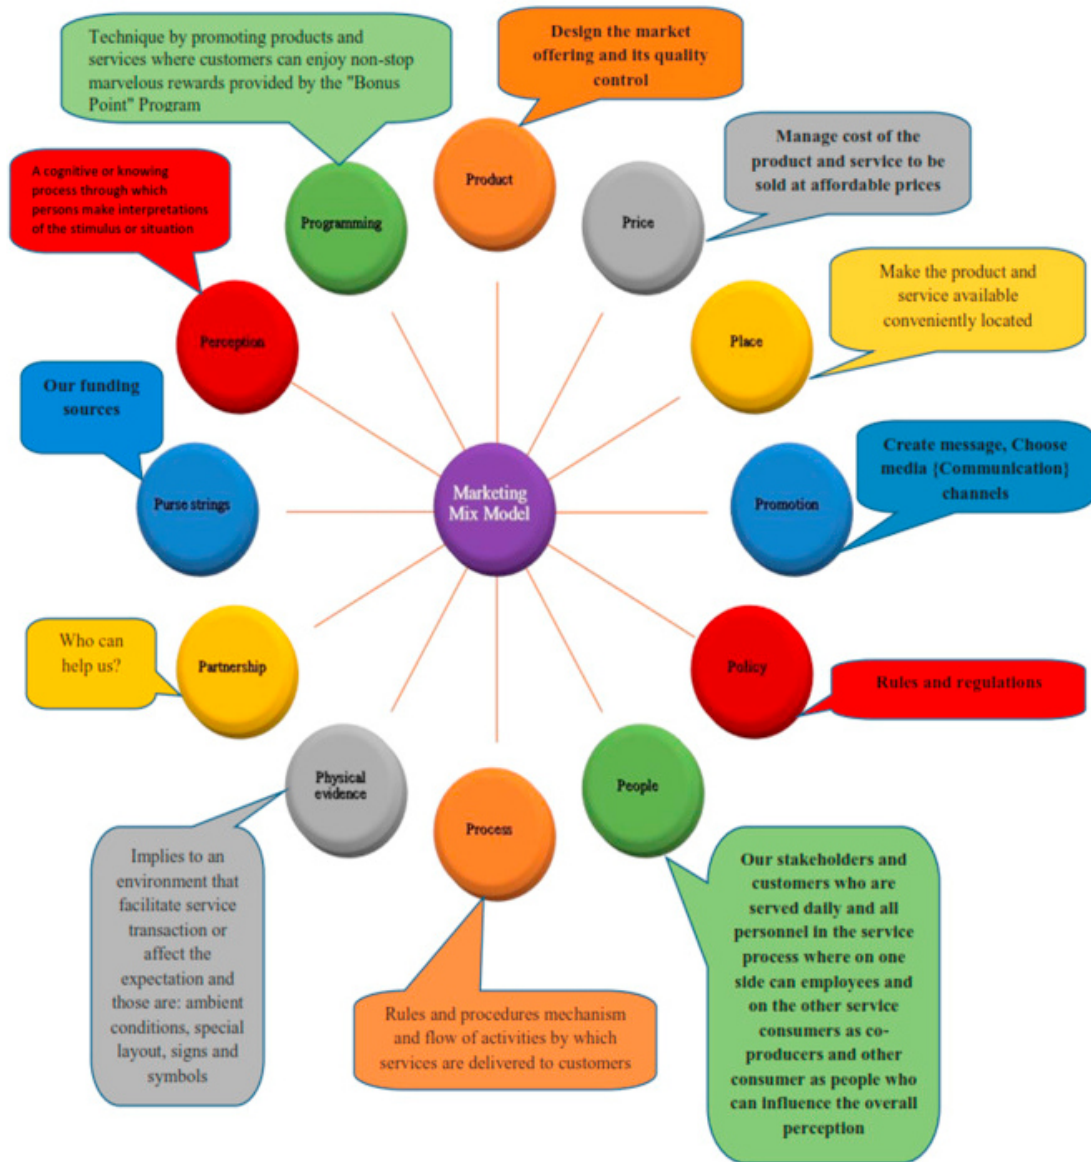 Technique by promoting products and
services where customers can enjoy non-stop
marvelous rewards provided by the "Bonus
Point" Program
Design the market
offering and its quality
control
Manage cost of the
product and service to be
sold at affordable prices
A cognitive or knowing
process through which
persons make interpretations
of the stimulus or situation
Product
Programming
Price
Make the product and
service available
conveniently located
Perception
Place
Our funding
sources
Create message, Choose
media {Communication}
channels
Purse strings
Marketing
Mix Model
Promotion
Who can
help us?
Partnership
Policy
Rules and regulations
Physical
evidence
People
Process
Implies to an
environment that
facilitate service
transaction or
affect the
expectation and
those are: ambient
conditions, special
layout, signs and
symbols
Rules and procedures mechanism
and flow of activities by which
services are delivered to customers
Our stakeholders and
customers who are
served daily and all
personnel in the service
process where on one
side can employees and
on the other service
consumers as co-
producers and other
consumer as people who
can influence the overall
perception